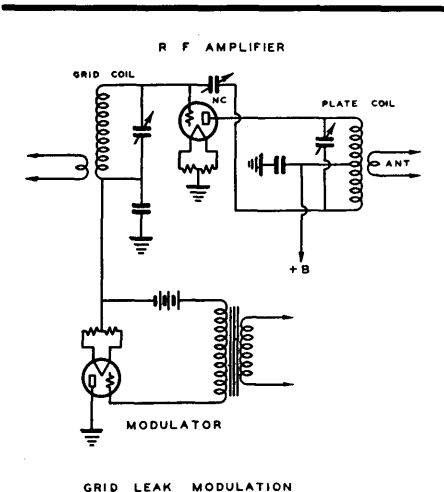 R F AMPLIFIER
GRID COIL
NC
PLATE COIL
ANT
+B
MODULATOR
GRID LEAK MODULATION